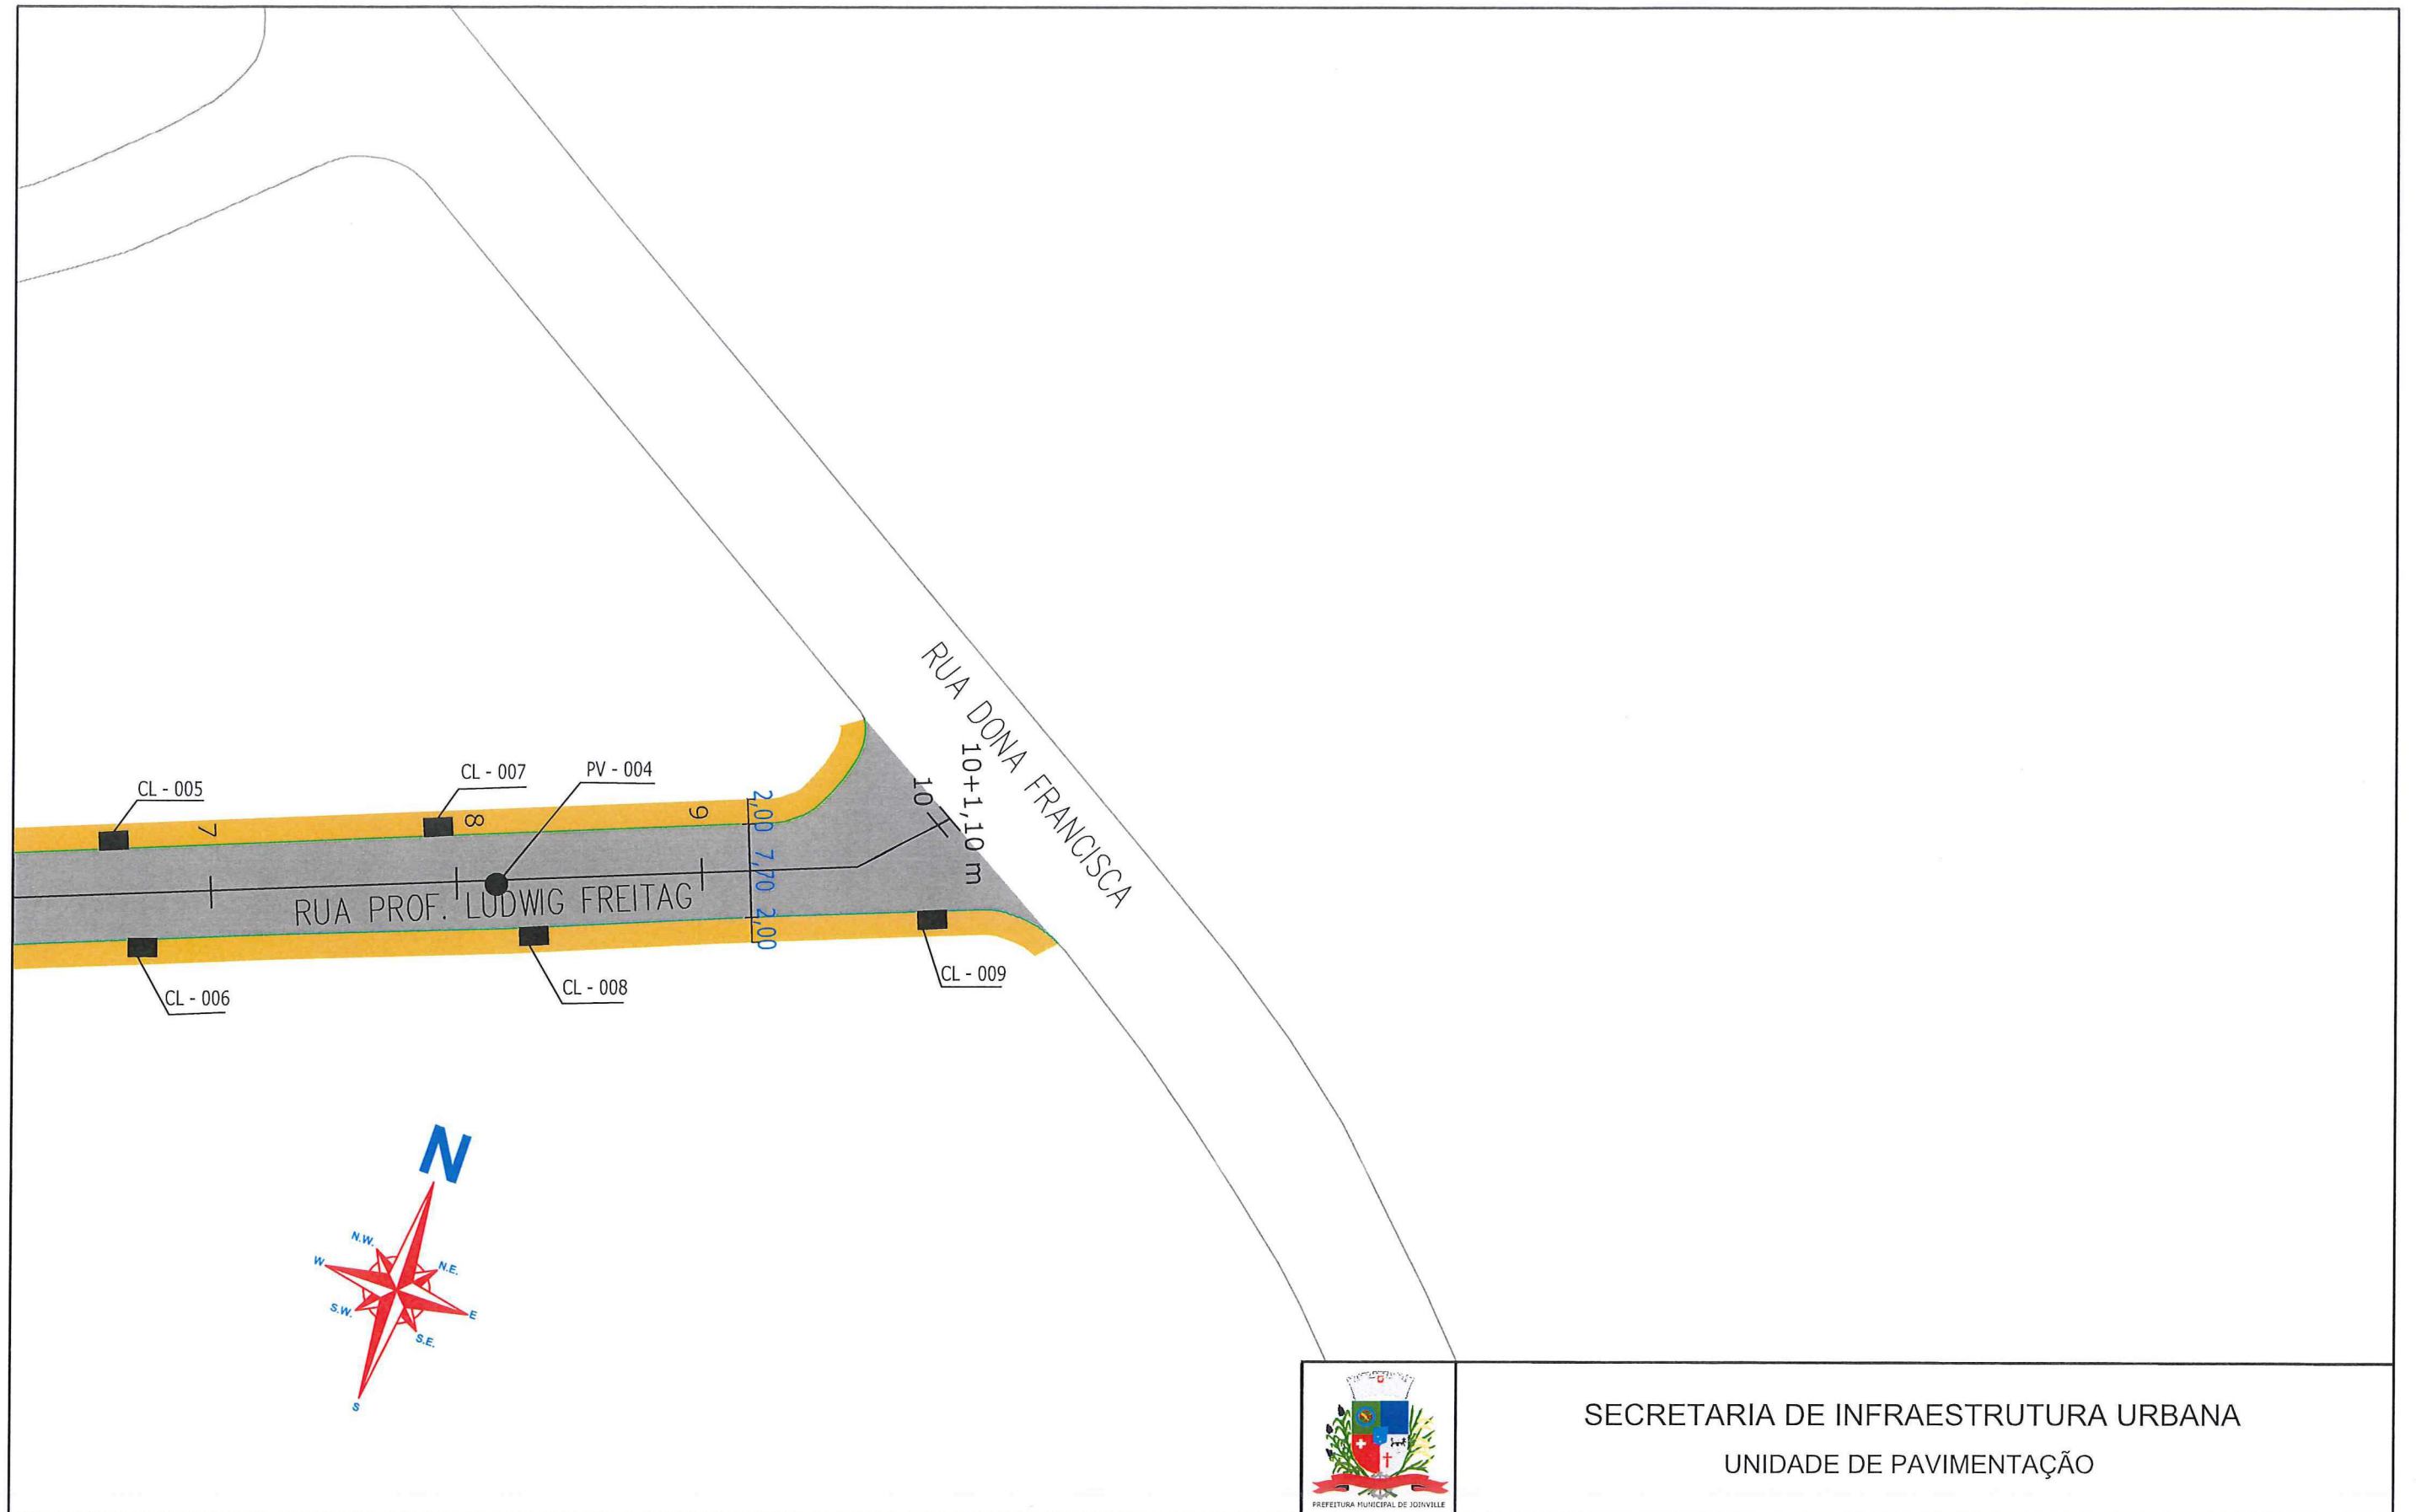 RUA DONA FRANCISCA
10+1,10 m
10
CL - 005
CL - 007
PV - 004
7
8
9
2,00
7,70
2,00
RUA PROF. LUDWIG FREITAG
CL - 006
CL - 008
CL - 009
N
N.W.
W
N.E.
S.W.
E
S.E.
S
SECRETARIA DE INFRAESTRUTURA URBANA
UNIDADE DE PAVIMENTAÇÃO
PREFEITURA MUNICIPAL DE JOINVILLE